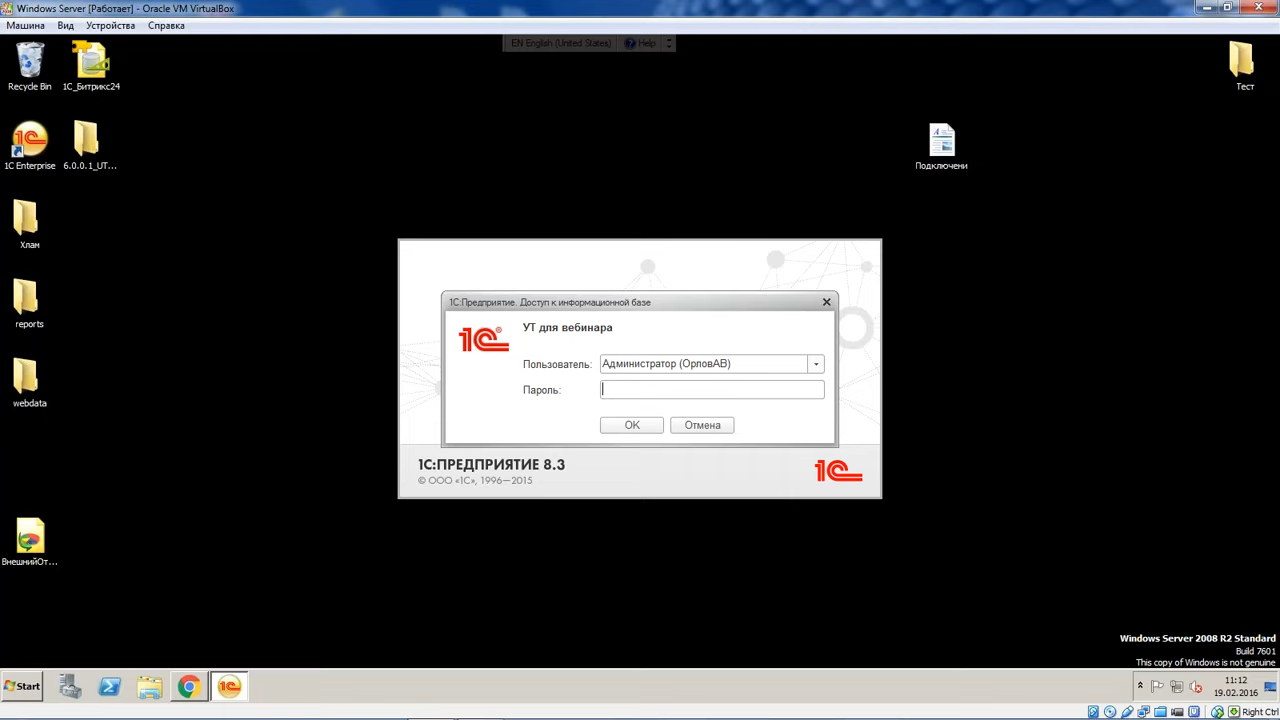 Windows Server [Работает] - Oracle VM VirtualBox
Машина Вид Устройства Справка
EN English (United States) Help
Recycle Bin
1С_Битрикс24
Тест
1C Enterprise
6.0.0.1_UT...
Подключени
Хлам
reports
webdata
ВнешнийОт...
1С:Предприятие. Доступ к информационной базе
1С
УТ для вебинара
Пользователь: Администратор (ОрловАВ)
Пароль:
OK Отмена
1С:ПРЕДПРИЯТИЕ 8.3
© ООО «1С», 1996—2015
1С
Windows Server 2008 R2 Standard
Build 7601
This copy of Windows is not genuine
Start
11:12
19.02.2016
Right Ctrl